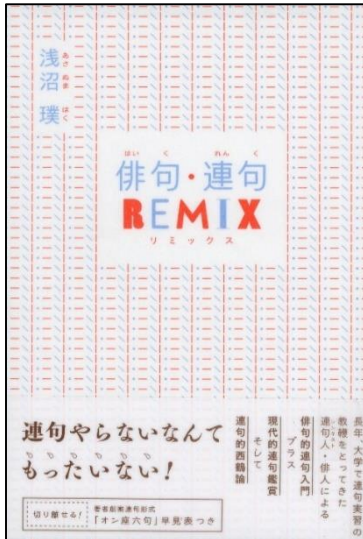 浅沼 璞
あさ ぬま はく
はい く れん く
俳句・連句
REMIX
リミックス
長年、大学で連句実習の
教鞭をとってきた
連句人・俳人による
俳句的連句入門
プラス
現代的連句鑑賞
そして
連句的西鶴論
連句やらないなんて
もったいない!
切り離せる!
著者創案連句形式
「オン座六句」早見表つき